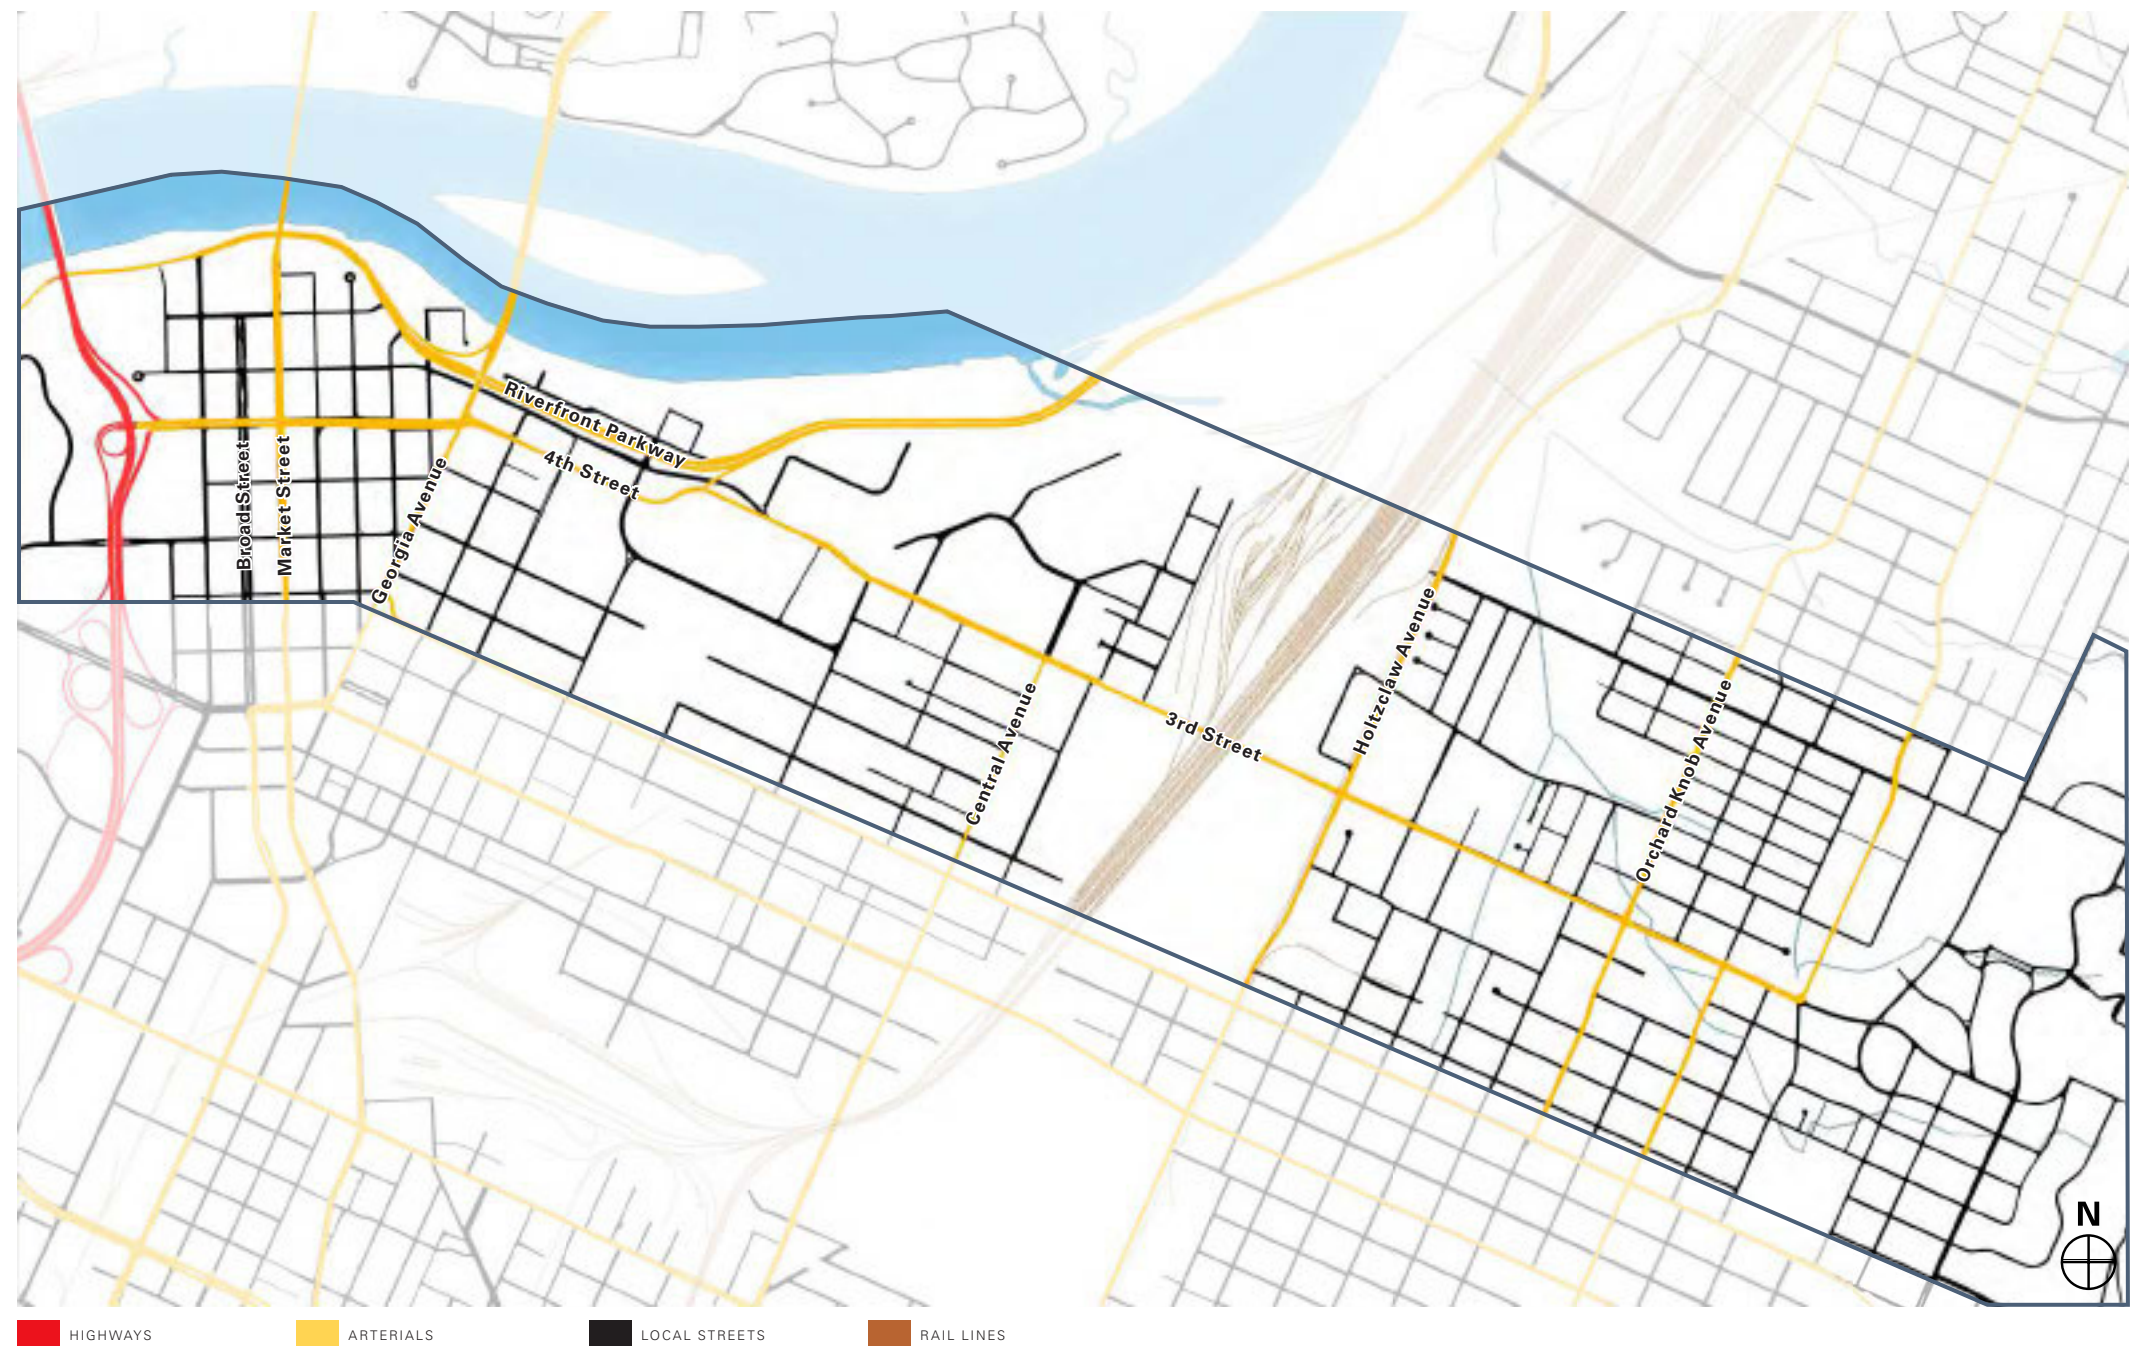 Riverfront Parkway
4th Street
Broad Street
Market Street
Georgia Avenue
Central Avenue
3rd Street
Holtzclaw Avenue
Orchard Knob Avenue
N
HIGHWAYS
ARTERIALS
LOCAL STREETS
RAIL LINES